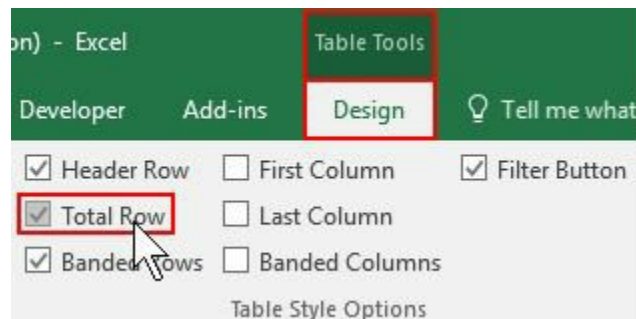 on) - Excel Table Tools
Developer Add-ins Design Tell me what
Header Row First Column Filter Button
Total Row Last Column
Banded Rows Banded Columns
Table Style Options